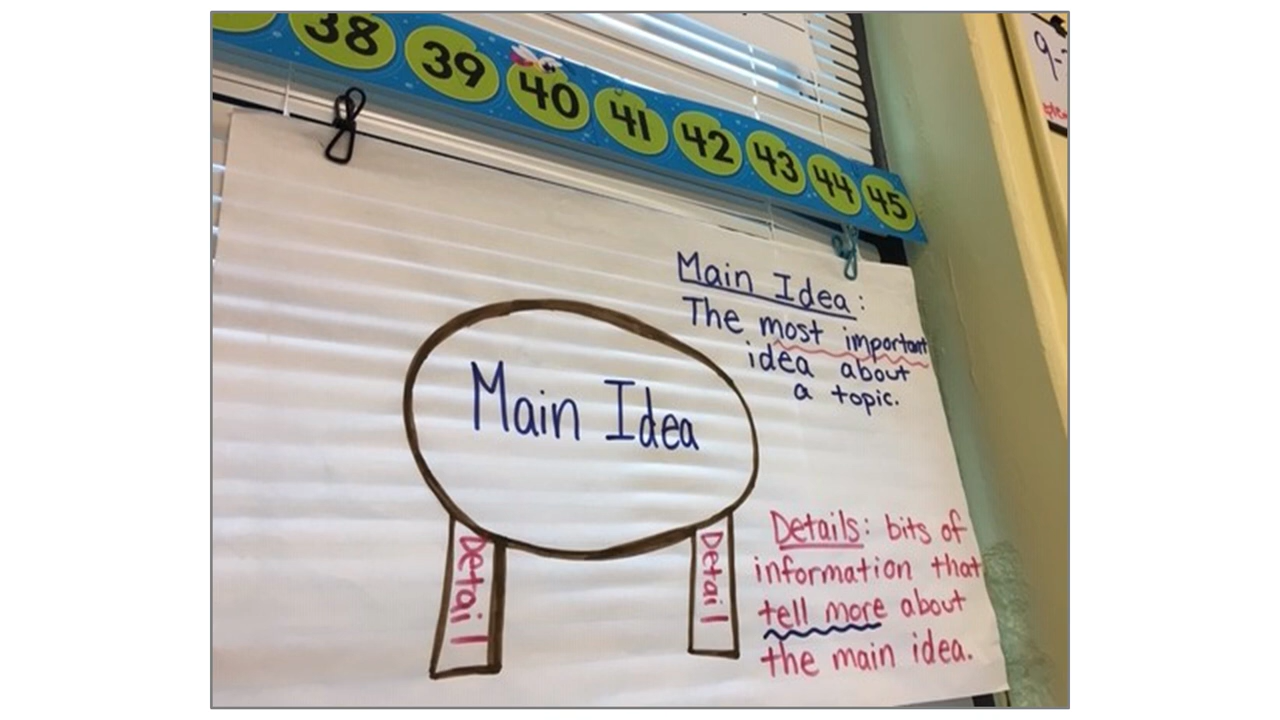 38 39 40 41 42 43 44 45
9-
Main Idea:
The most important
idea about
a topic.
Main Idea
Detail
Detail
Details: bits of
information that
tell more about
the main idea.